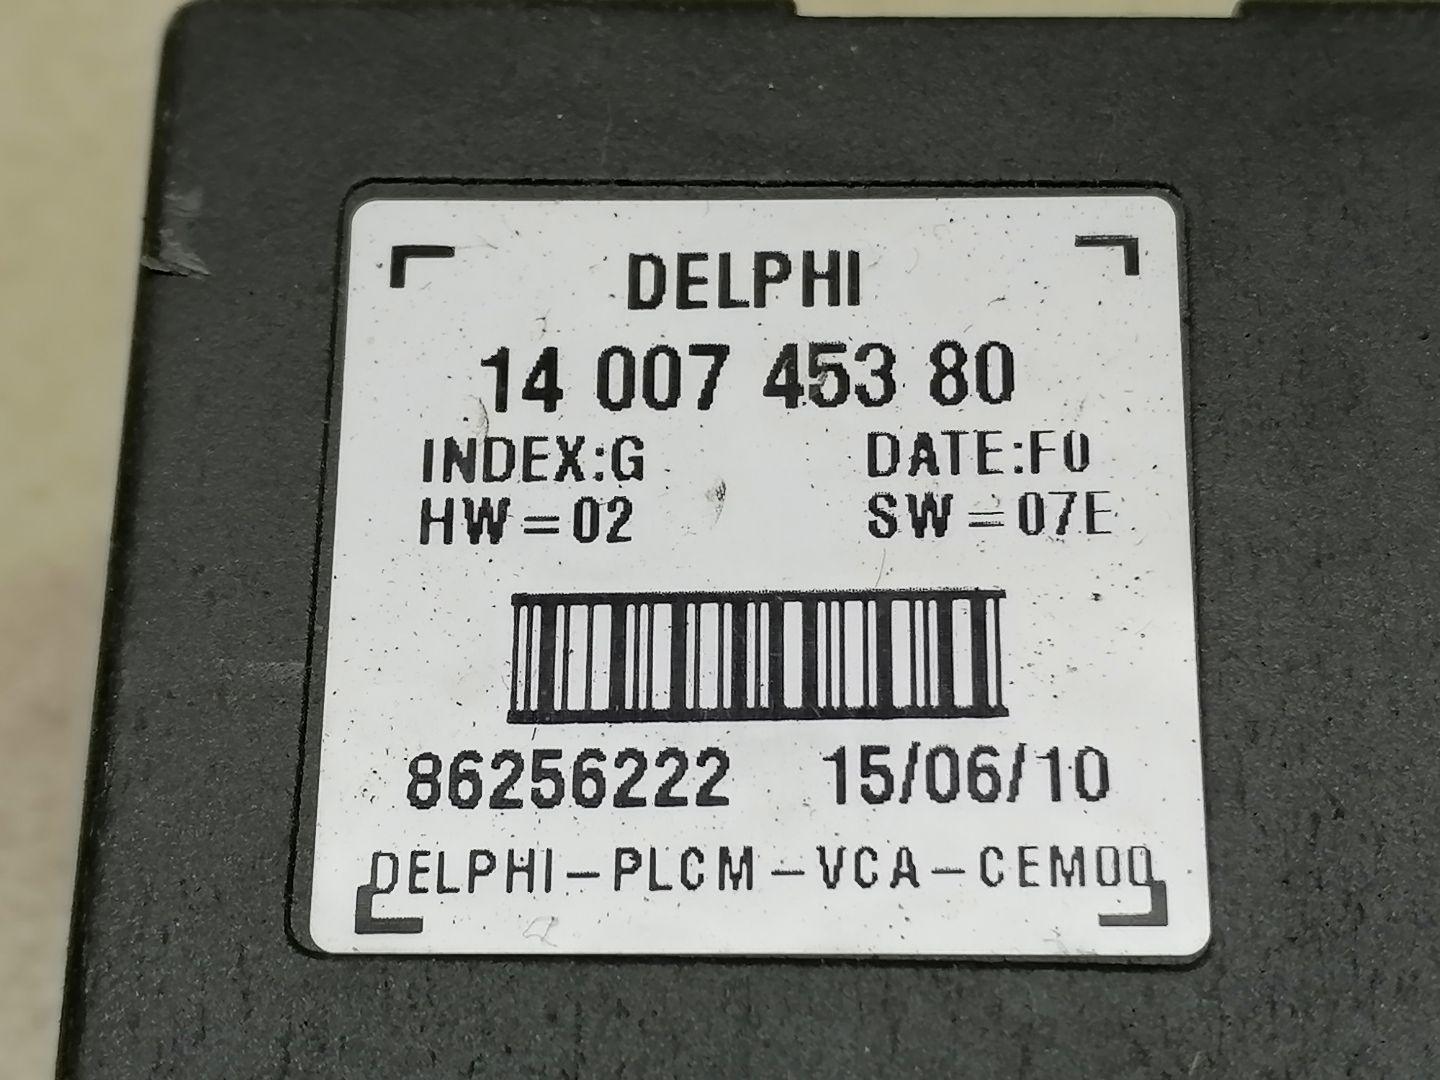 DELPHI
14 007 453 80
INDEX:G DATE:F0
HW=02 SW=07E
86256222 15/06/10
DELPHI-PLCM-VCA-CEM00